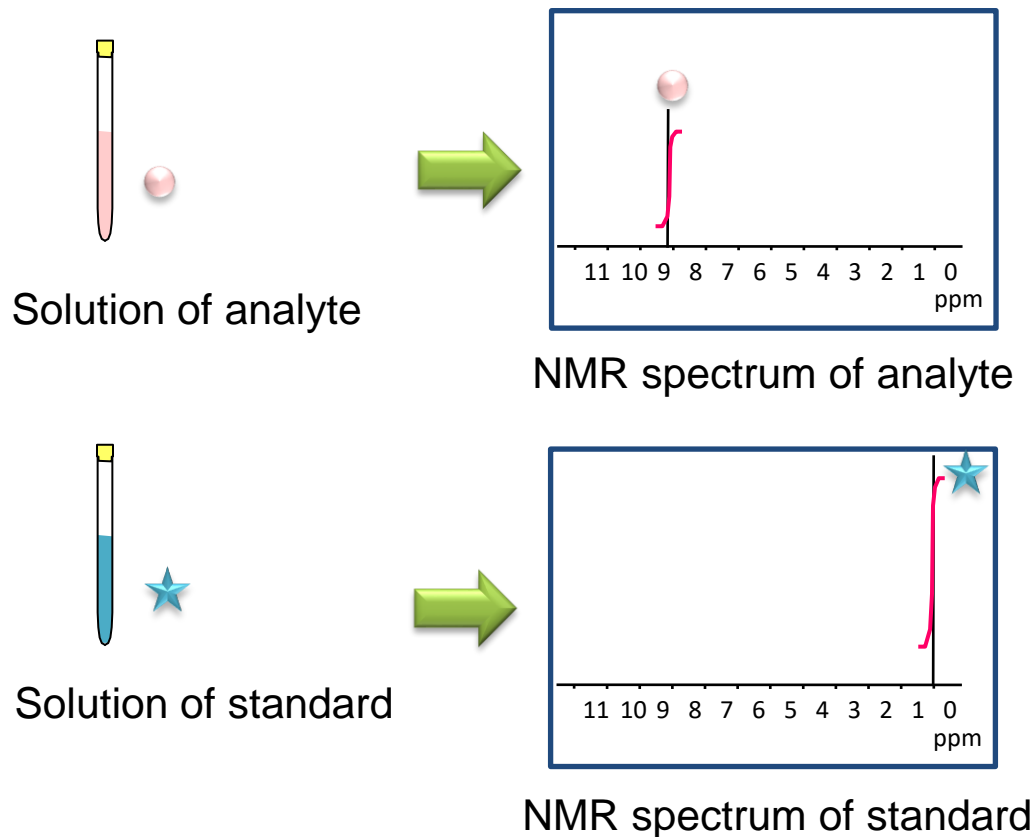 11 10 9 8 7 6 5 4 3 2 1 0
ppm
Solution of analyte
NMR spectrum of analyte
11 10 9 8 7 6 5 4 3 2 1 0
ppm
Solution of standard
NMR spectrum of standard